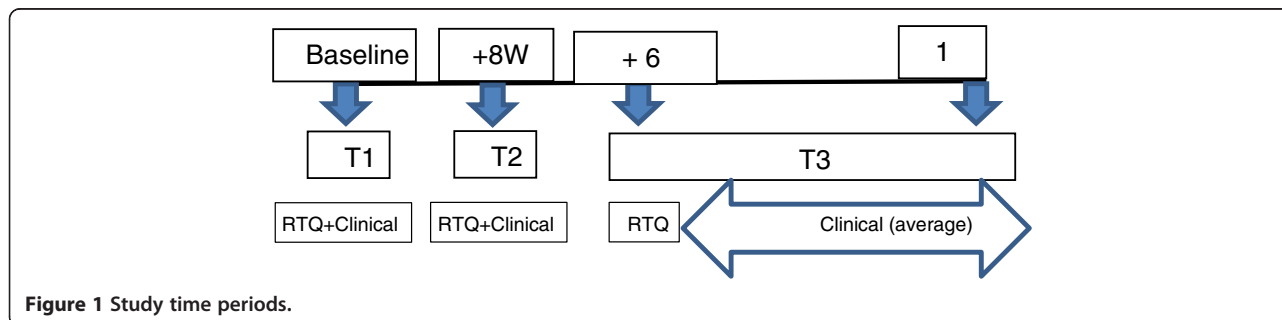 Baseline +8W + 6 1
T1 T2 T3
RTQ+Clinical RTQ+Clinical RTQ Clinical (average)
Figure 1 Study time periods.